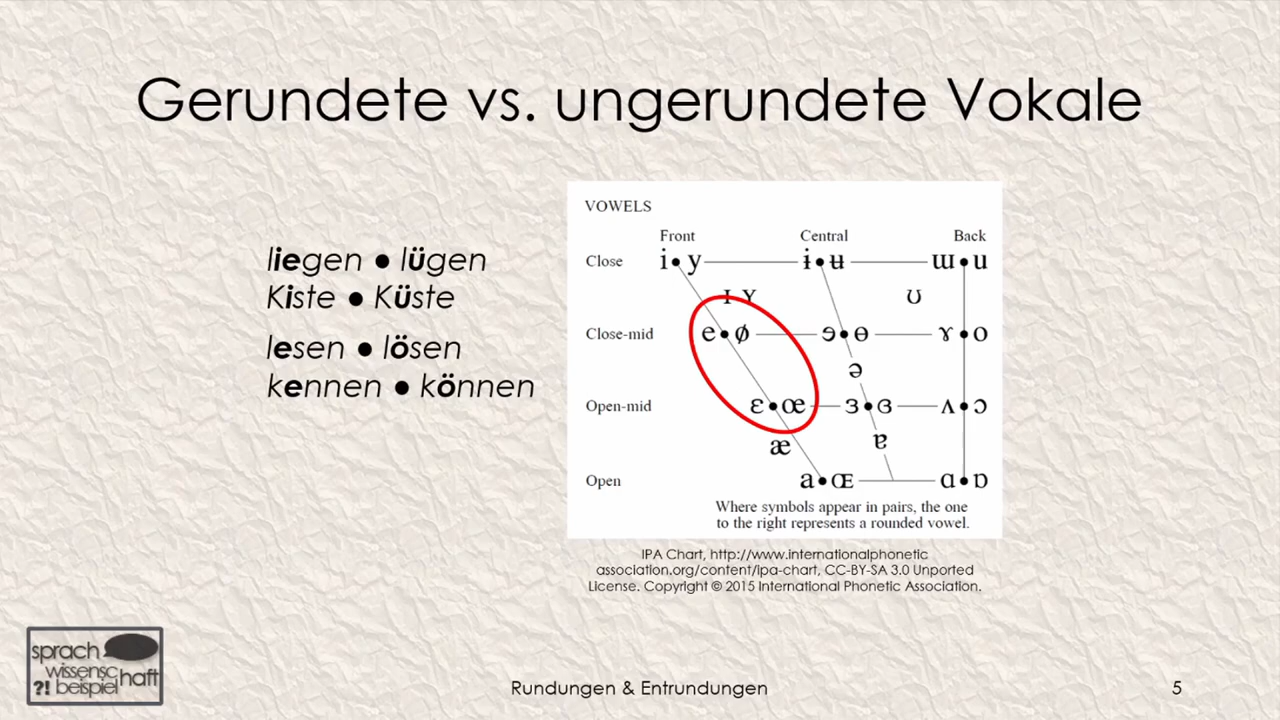 Gerundete vs. ungerundete Vokale
liegen ● lügen
Kiste ● Küste
lesen ● lösen
kennen ● können
VOWELS
Front Central Back
Close i • y ɨ • ʉ ɯ • u
ɪ ʏ ʊ
Close-mid e • ø ɘ • ɵ ɤ • o
ə
Open-mid ɛ • œ ɜ • ɞ ʌ • ɔ
æ ɐ
Open a • ɶ ɑ • ɒ
Where symbols appear in pairs, the one
to the right represents a rounded vowel.
IPA Chart, http://www.internationalphonetic
association.org/content/ipa-chart, CC-BY-SA 3.0 Unported
License. Copyright © 2015 International Phonetic Association.
sprach
wissensc
haft
?! beispiel
Rundungen & Entrundungen
5